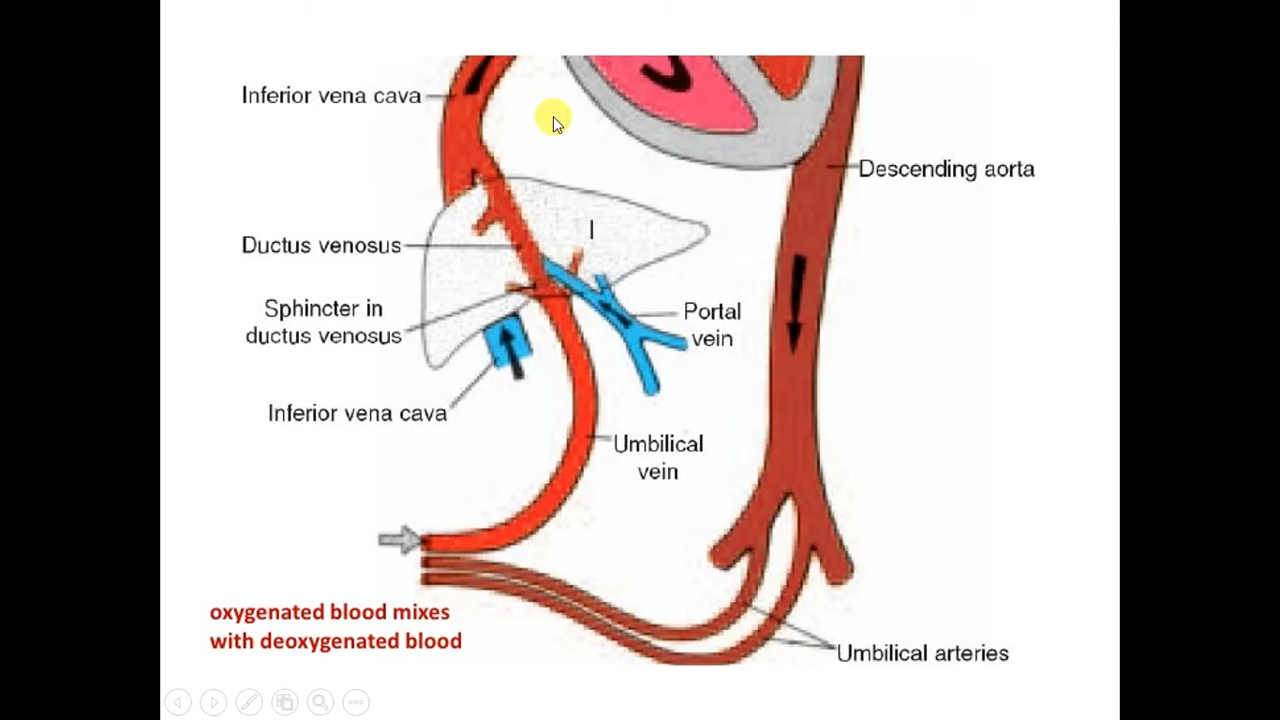 Inferior vena cava
Descending aorta
Ductus venosus
I
Sphincter in
ductus venosus
Portal
vein
Inferior vena cava
Umbilical
vein
oxygenated blood mixes
with deoxygenated blood
Umbilical arteries